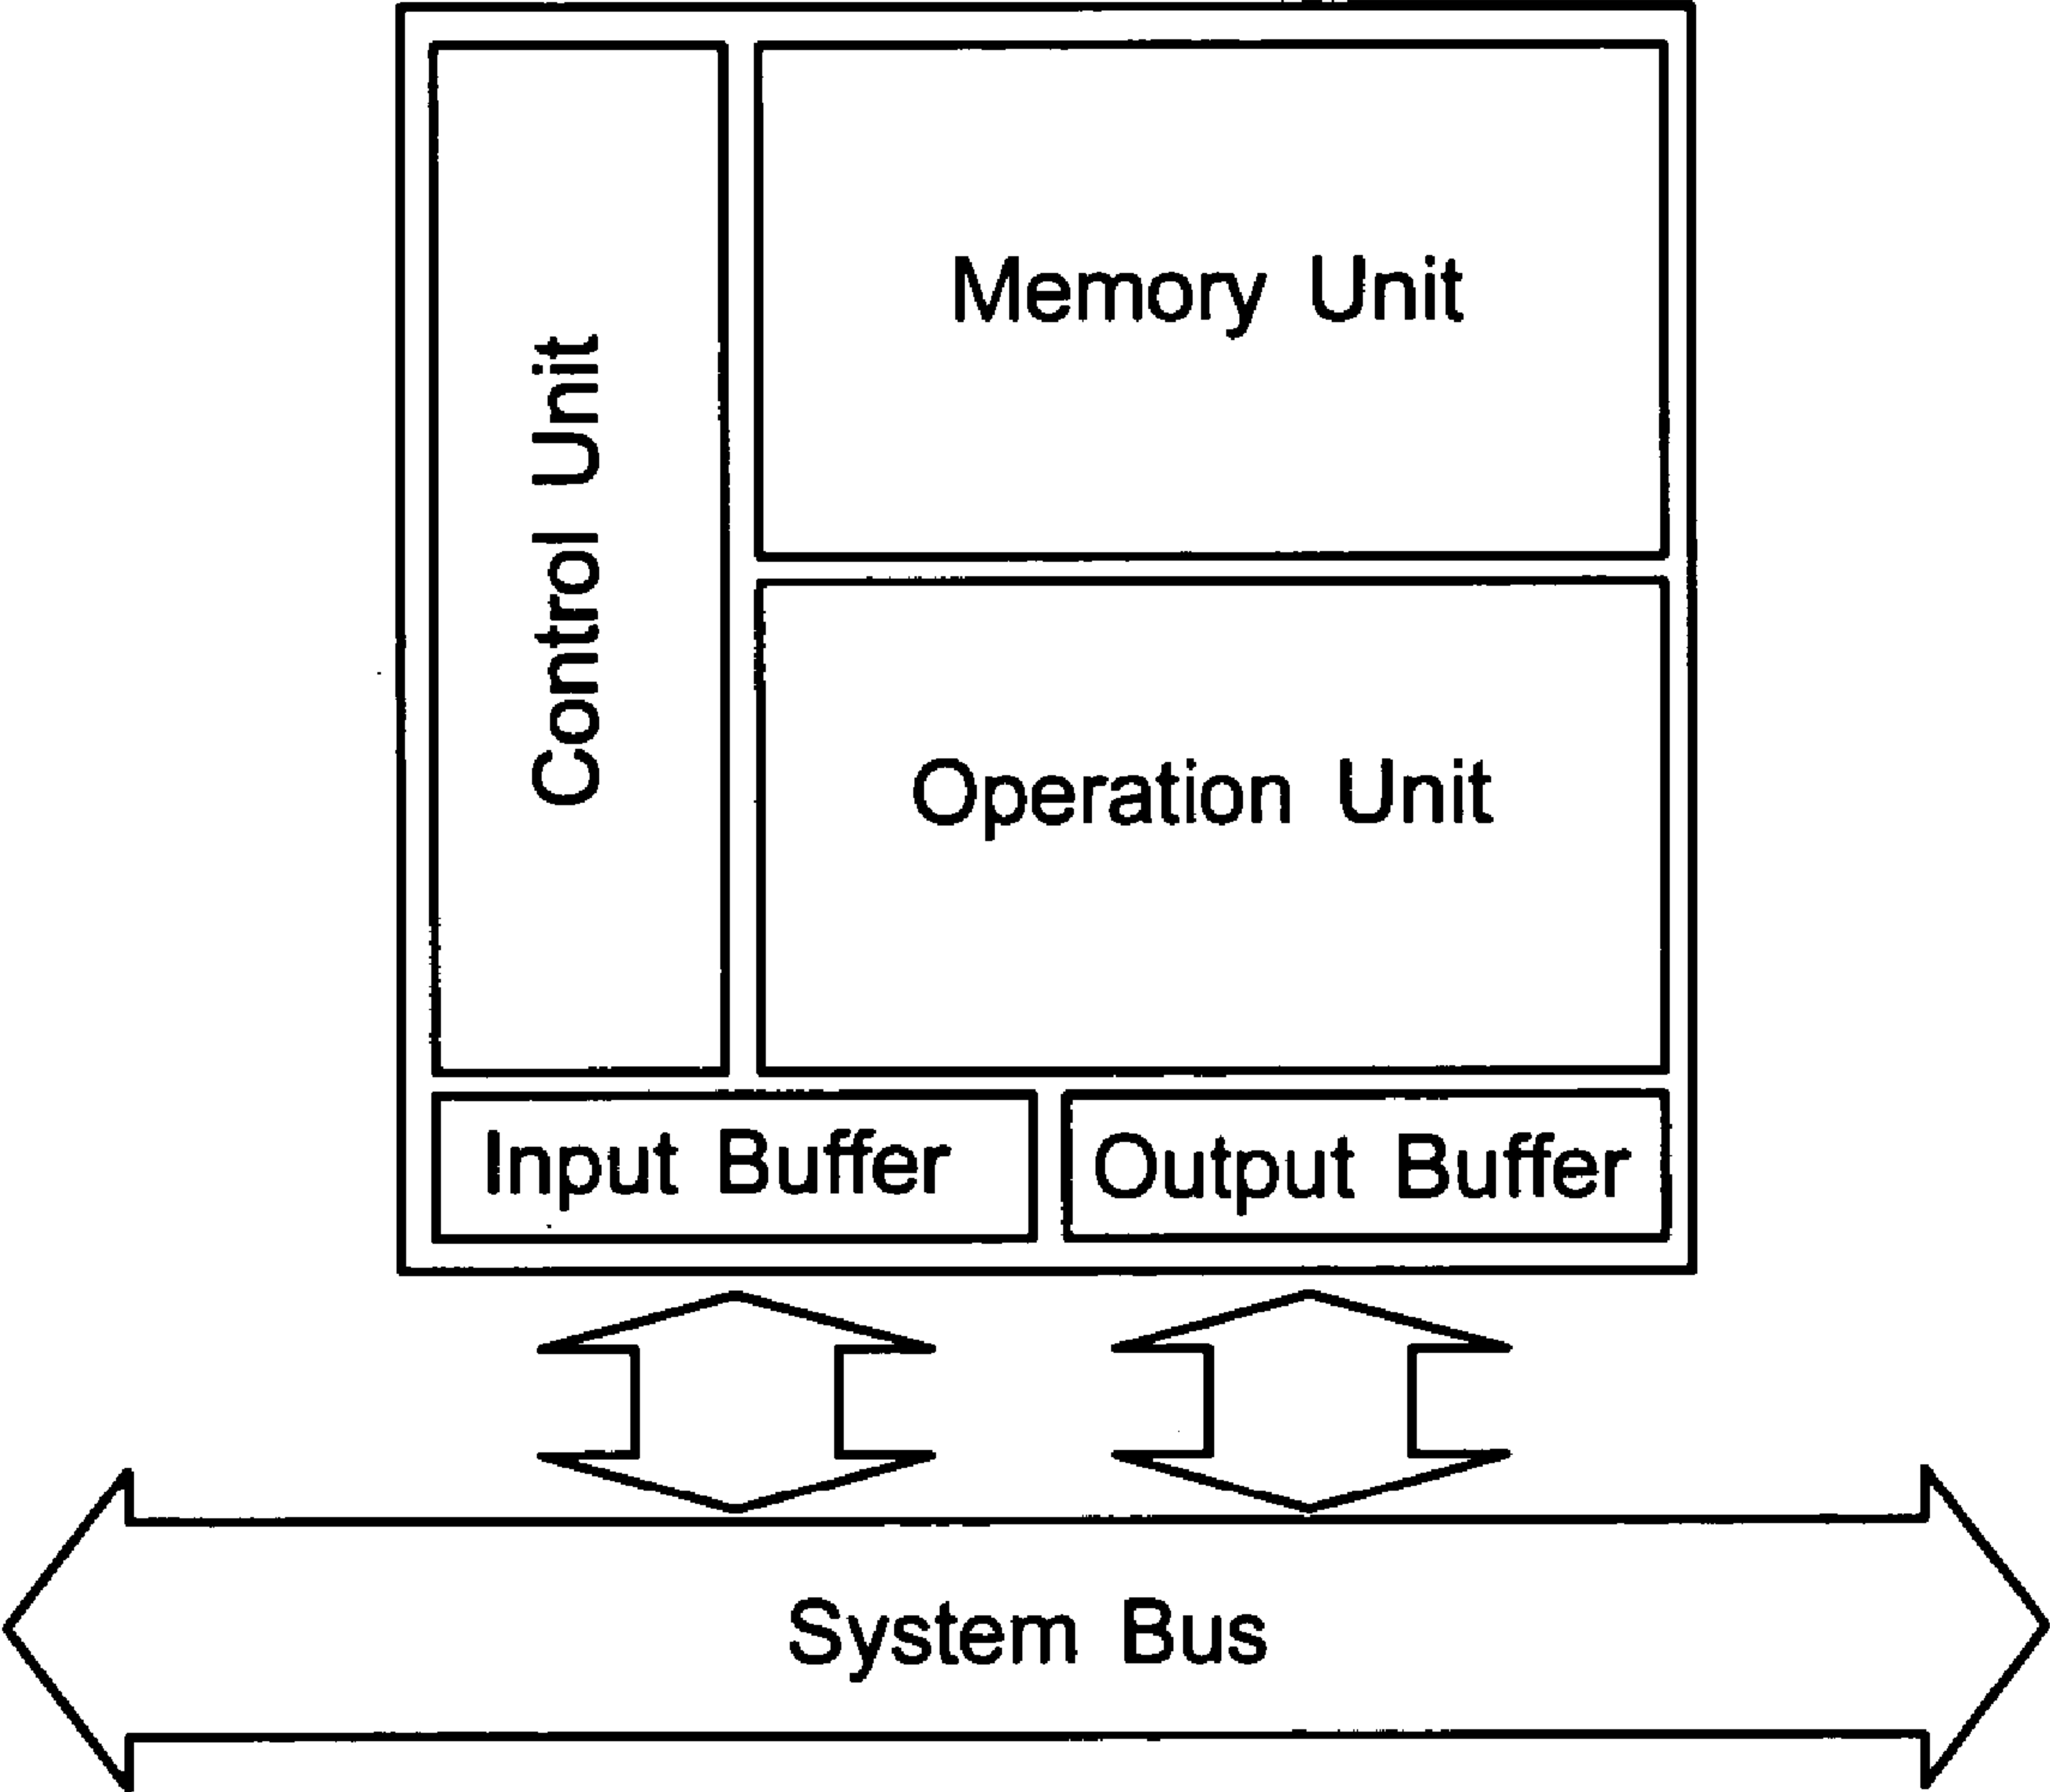 Control Unit
Memory Unit
Operation Unit
Input Buffer
Output Buffer
System Bus